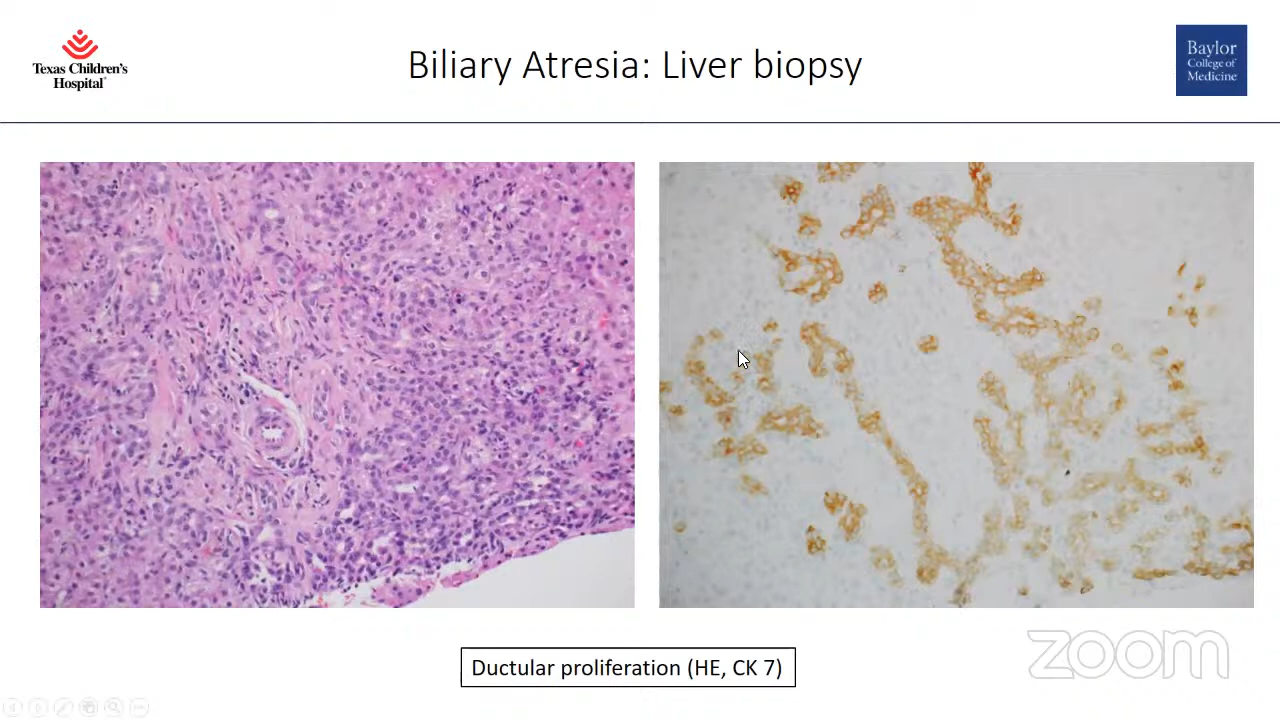 Texas Children's
Hospital
Biliary Atresia: Liver biopsy
Baylor
College of
Medicine
Ductular proliferation (HE, CK 7)
zoom